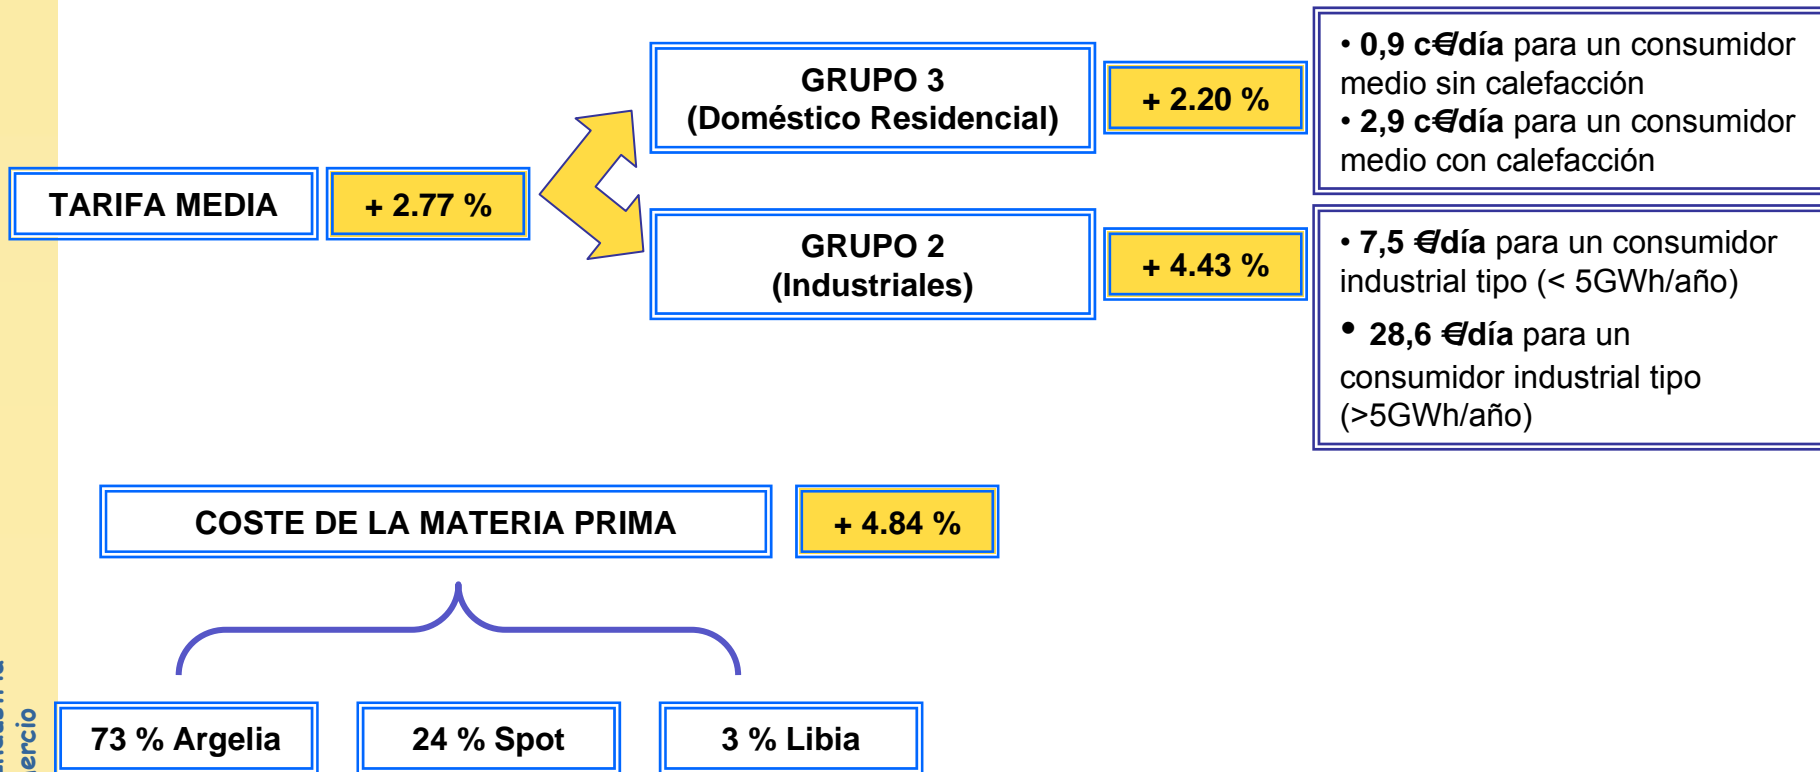 GRUPO 3
(Doméstico Residencial)
+ 2.20 %
• 0,9 c€/día para un consumidor
medio sin calefacción
• 2,9 c€/día para un consumidor
medio con calefacción
TARIFA MEDIA
+ 2.77 %
GRUPO 2
(Industriales)
+ 4.43 %
• 7,5 €/día para un consumidor
industrial tipo (< 5GWh/año)
• 28,6 €/día para un
consumidor industrial tipo
(>5GWh/año)
COSTE DE LA MATERIA PRIMA
+ 4.84 %
73 % Argelia
24 % Spot
3 % Libia